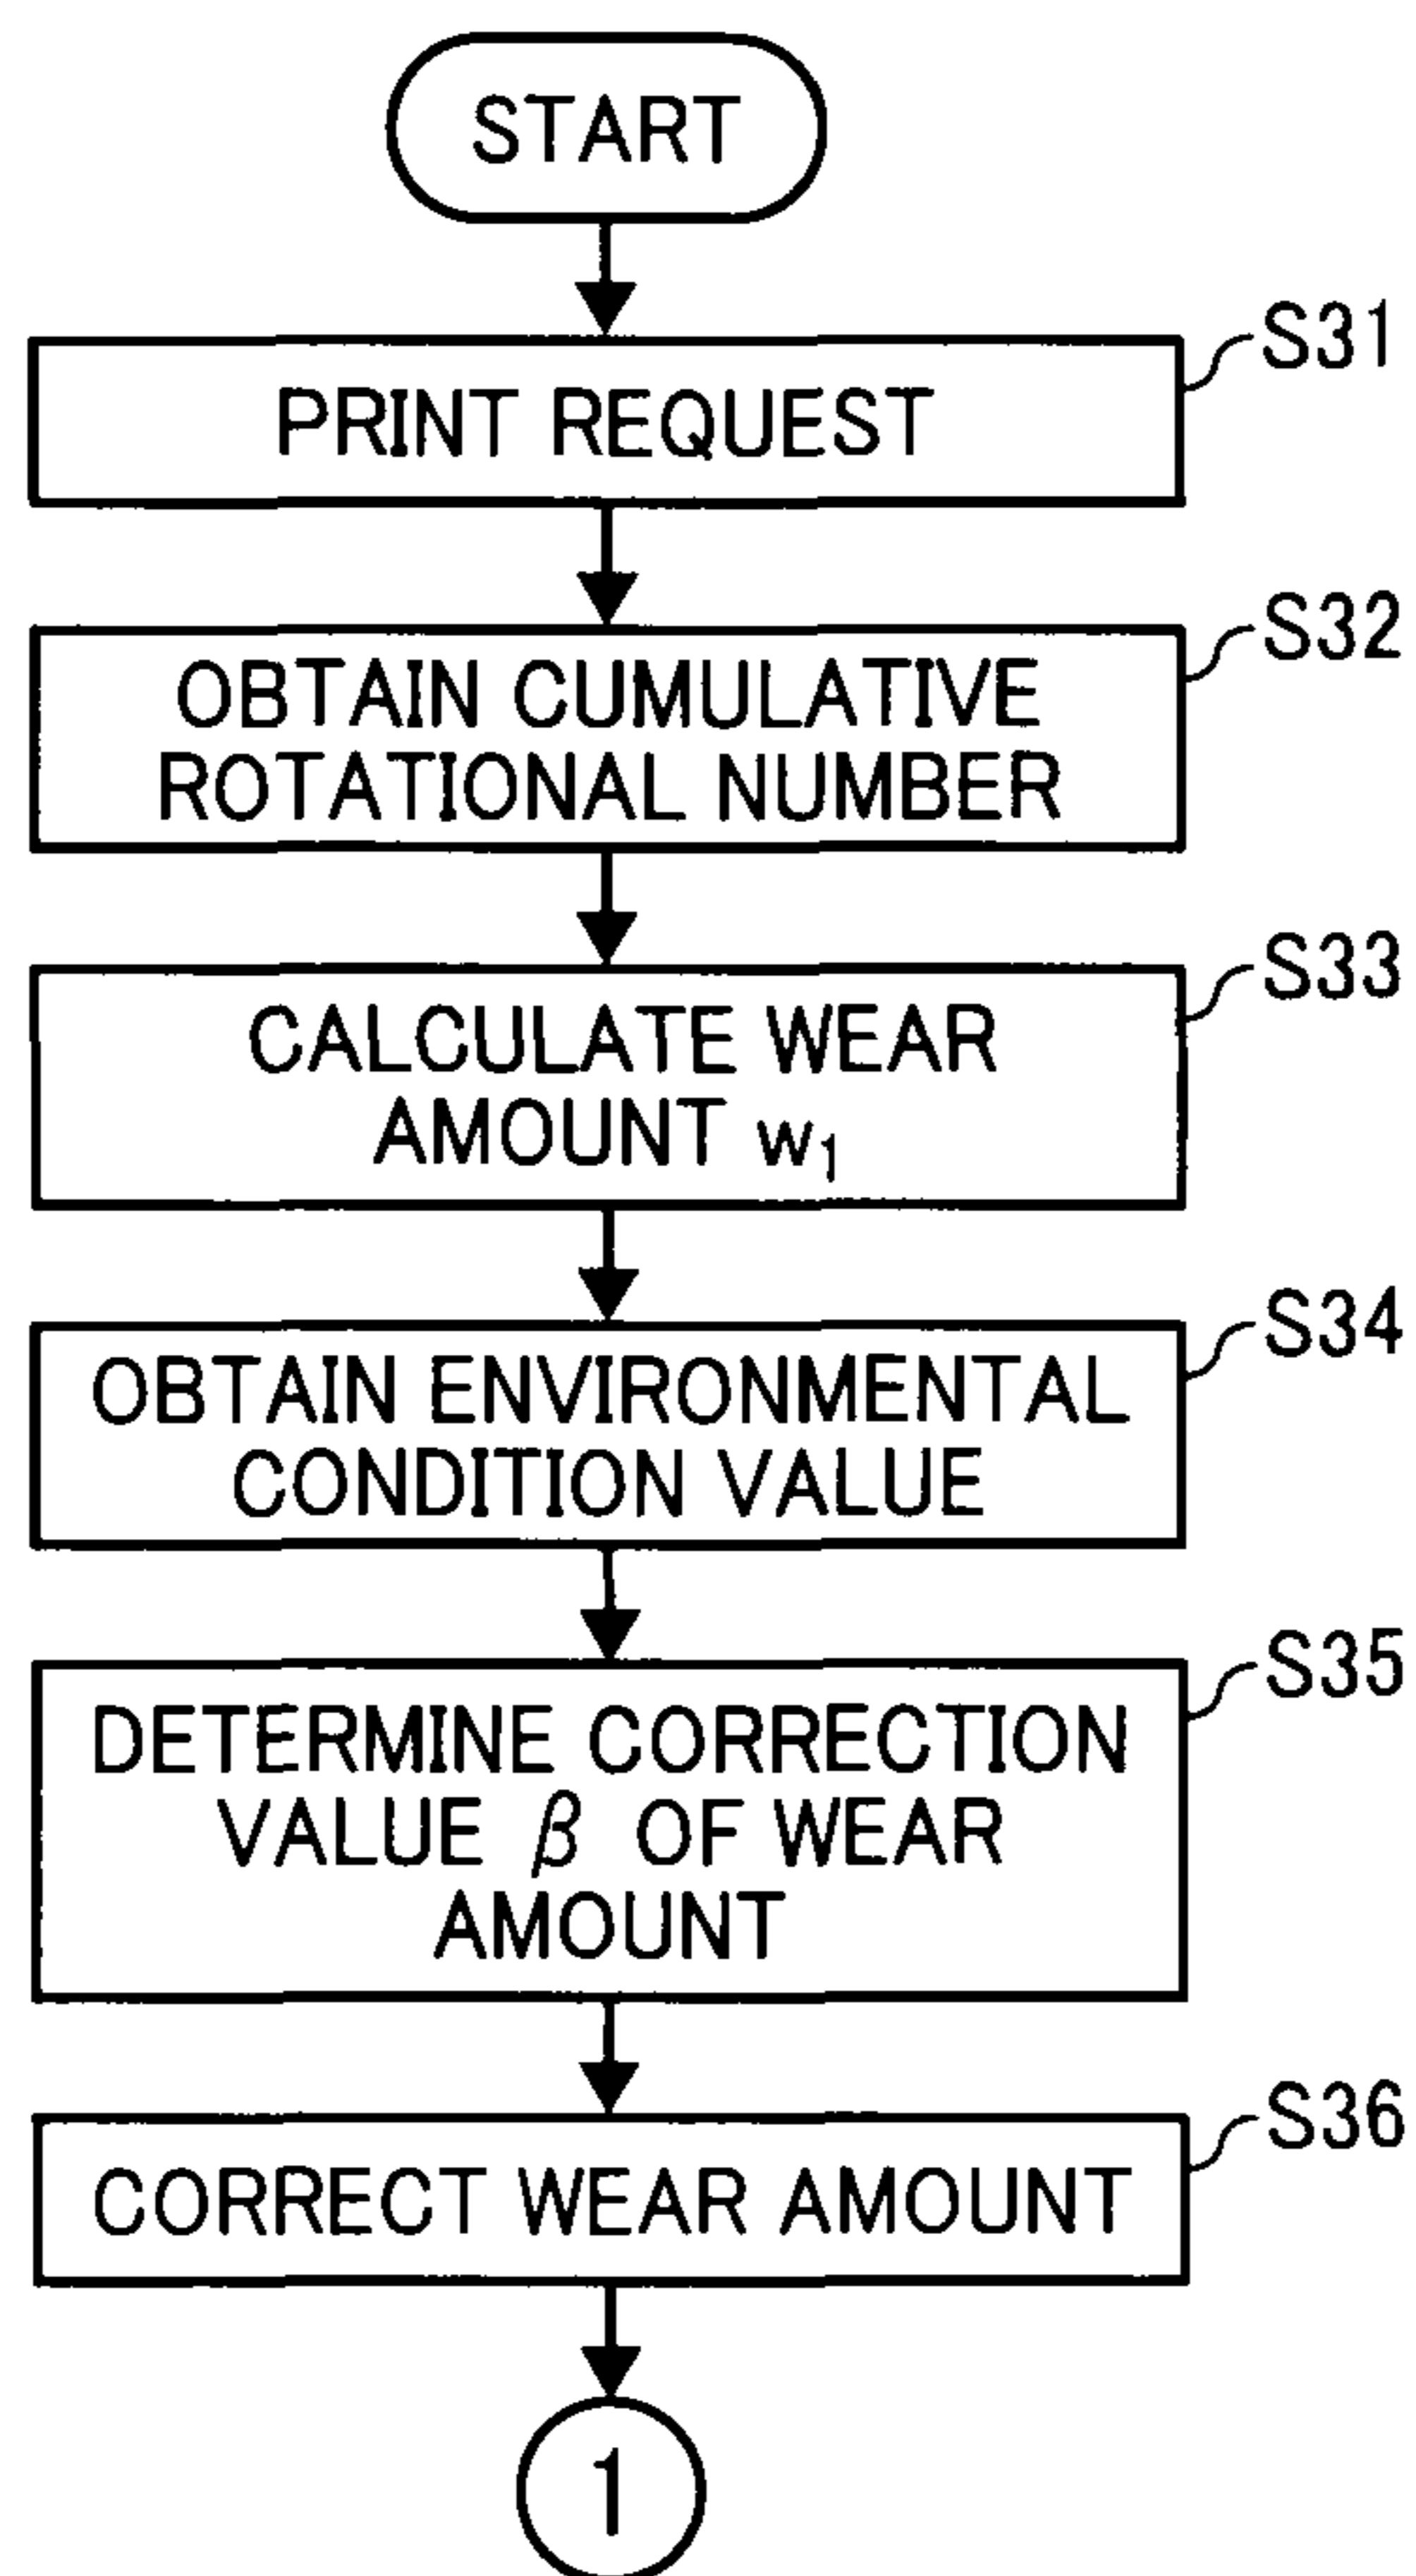 START
PRINT REQUEST
S31
OBTAIN CUMULATIVE
ROTATIONAL NUMBER
S32
CALCULATE WEAR
AMOUNT w₁
S33
OBTAIN ENVIRONMENTAL
CONDITION VALUE
S34
DETERMINE CORRECTION
VALUE β OF WEAR
AMOUNT
S35
CORRECT WEAR AMOUNT
S36
1